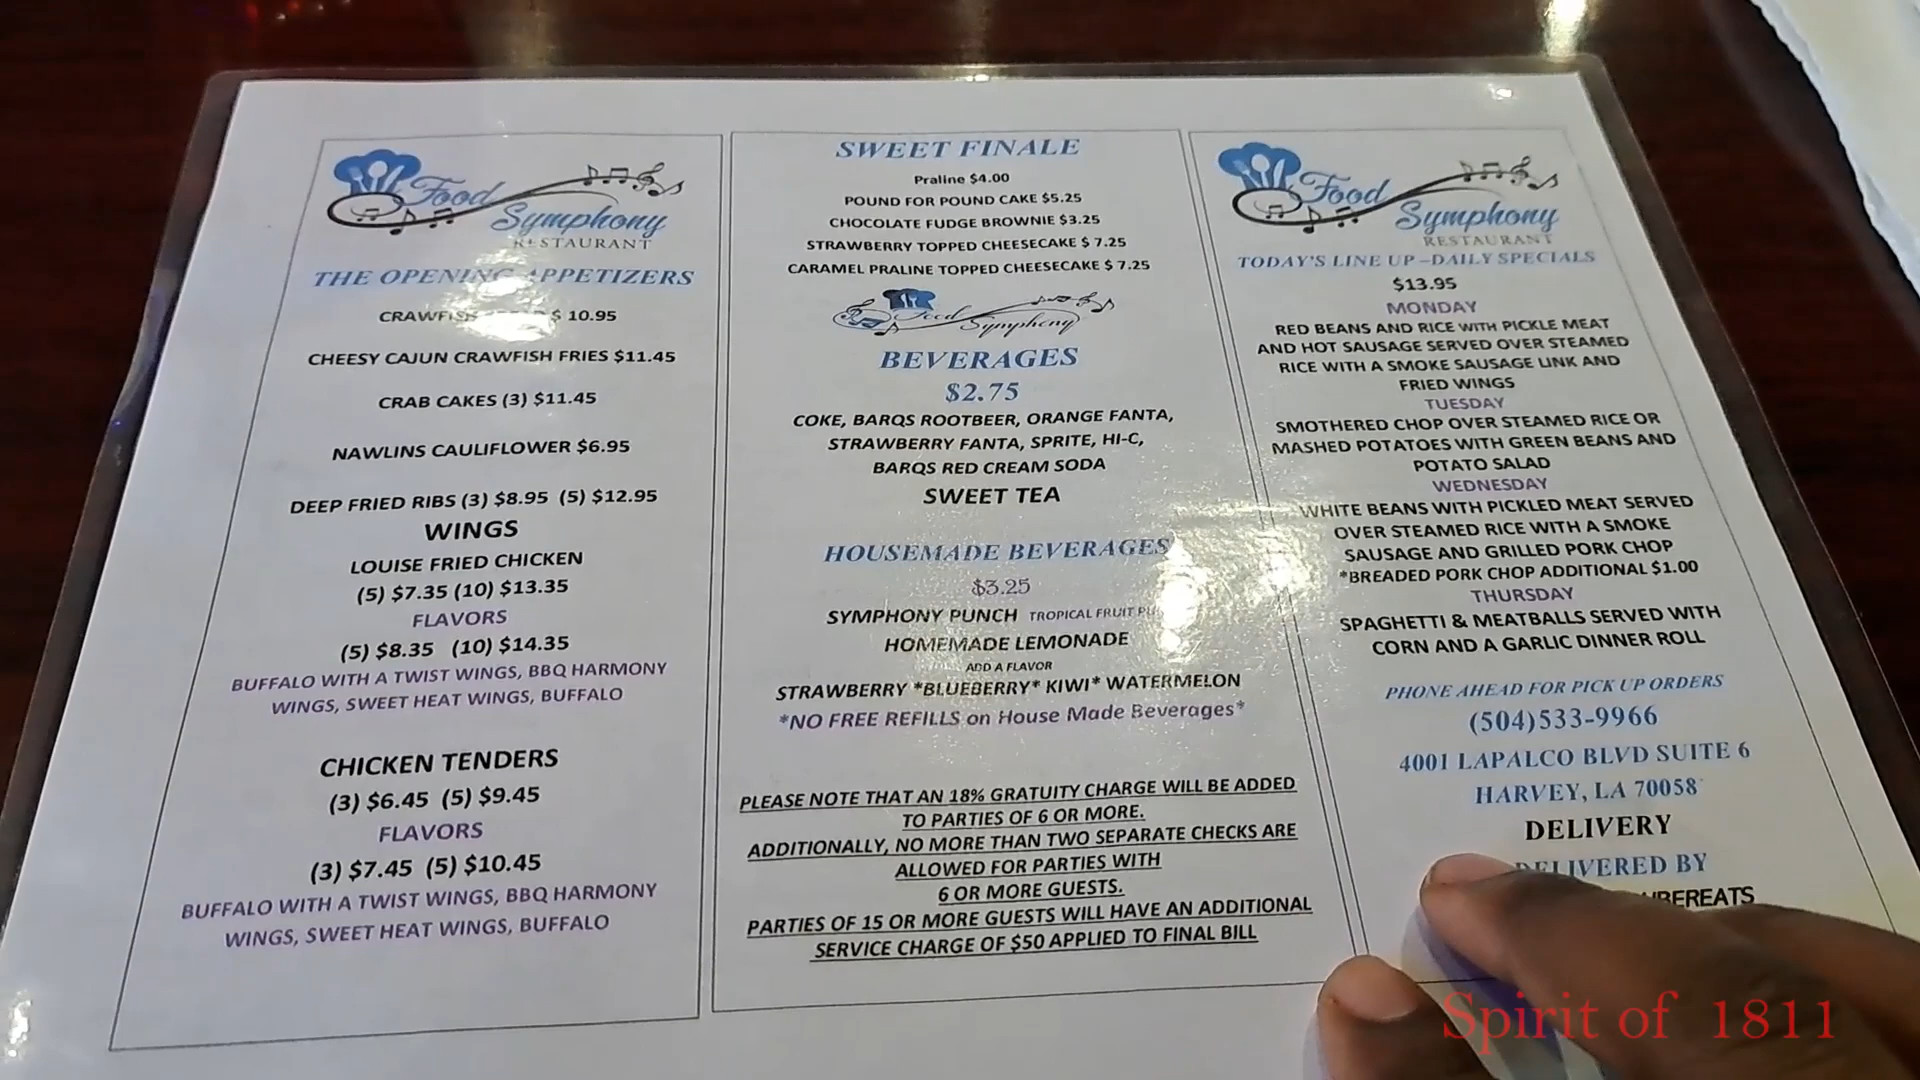 Food
Symphony
RESTAURANT
THE OPENING APPETIZERS
CRAWFISH $ 10.95
CHEESY CAJUN CRAWFISH FRIES $11.45
CRAB CAKES (3) $11.45
NAWLINS CAULIFLOWER $6.95
DEEP FRIED RIBS (3) $8.95 (5) $12.95
WINGS
LOUISE FRIED CHICKEN
(5) $7.35 (10) $13.35
FLAVORS
(5) $8.35 (10) $14.35
BUFFALO WITH A TWIST WINGS, BBQ HARMONY
WINGS, SWEET HEAT WINGS, BUFFALO
CHICKEN TENDERS
(3) $6.45 (5) $9.45
FLAVORS
(3) $7.45 (5) $10.45
BUFFALO WITH A TWIST WINGS, BBQ HARMONY
WINGS, SWEET HEAT WINGS, BUFFALO
SWEET FINALE
Praline $4.00
POUND FOR POUND CAKE $5.25
CHOCOLATE FUDGE BROWNIE $3.25
STRAWBERRY TOPPED CHEESECAKE $ 7.25
CARAMEL PRALINE TOPPED CHEESECAKE $ 7.25
Food
Symphony
BEVERAGES
$2.75
COKE, BARQS ROOTBEER, ORANGE FANTA,
STRAWBERRY FANTA, SPRITE, HI-C,
BARQS RED CREAM SODA
SWEET TEA
HOUSEMADE BEVERAGES
$3.25
SYMPHONY PUNCH TROPICAL FRUIT
HOMEMADE LEMONADE
ADD A FLAVOR
STRAWBERRY *BLUEBERRY* KIWI* WATERMELON
*NO FREE REFILLS on House Made Beverages*
PLEASE NOTE THAT AN 18% GRATUITY CHARGE WILL BE ADDED
TO PARTIES OF 6 OR MORE.
ADDITIONALLY, NO MORE THAN TWO SEPARATE CHECKS ARE
ALLOWED FOR PARTIES WITH
6 OR MORE GUESTS.
PARTIES OF 15 OR MORE GUESTS WILL HAVE AN ADDITIONAL
SERVICE CHARGE OF $50 APPLIED TO FINAL BILL
Food
Symphony
RESTAURANT
TODAY'S LINE UP –DAILY SPECIALS
$13.95
MONDAY
RED BEANS AND RICE WITH PICKLE MEAT
AND HOT SAUSAGE SERVED OVER STEAMED
RICE WITH A SMOKE SAUSAGE LINK AND
FRIED WINGS
TUESDAY
SMOTHERED CHOP OVER STEAMED RICE OR
MASHED POTATOES WITH GREEN BEANS AND
POTATO SALAD
WEDNESDAY
WHITE BEANS WITH PICKLED MEAT SERVED
OVER STEAMED RICE WITH A SMOKE
SAUSAGE AND GRILLED PORK CHOP
*BREADED PORK CHOP ADDITIONAL $1.00
THURSDAY
SPAGHETTI & MEATBALLS SERVED WITH
CORN AND A GARLIC DINNER ROLL
PHONE AHEAD FOR PICK UP ORDERS
(504)533-9966
4001 LAPALCO BLVD SUITE 6
HARVEY, LA 70058
DELIVERY
DELIVERED BY
UBEREATS
Spirit of 1811